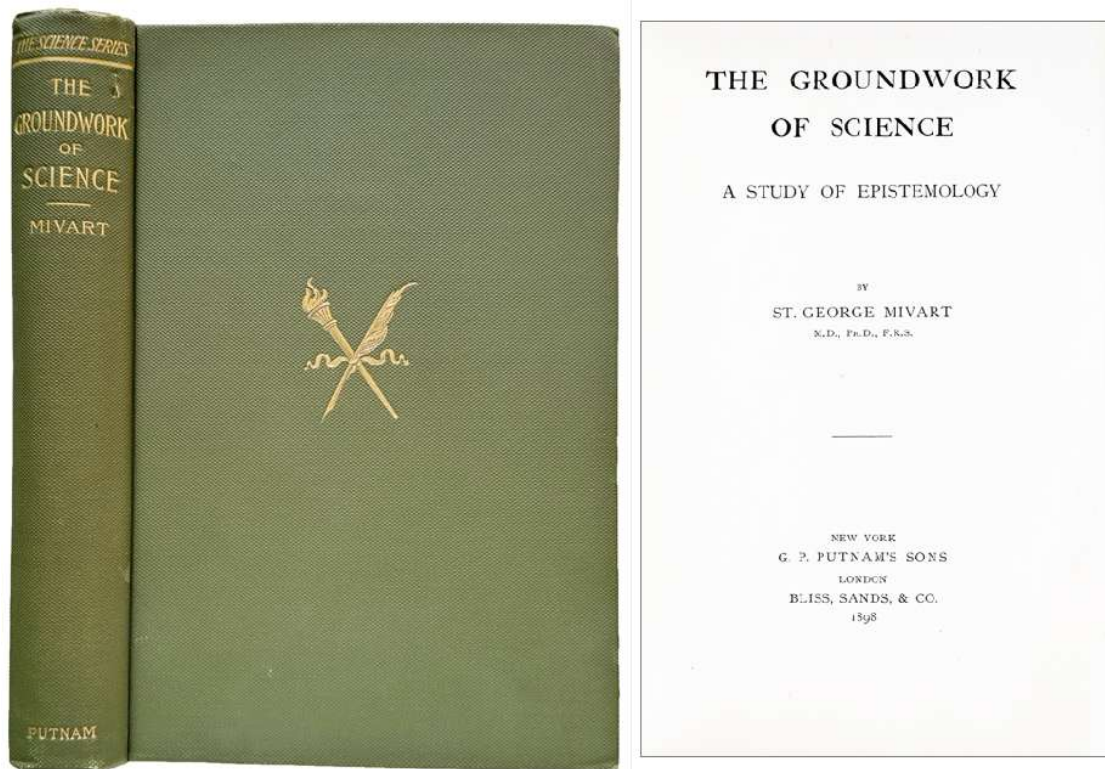 THE SCIENCE SERIES
THE
GROUNDWORK
OF
SCIENCE
MIVART
PUTNAM
THE GROUNDWORK
OF SCIENCE
A STUDY OF EPISTEMOLOGY
BY
ST. GEORGE MIVART
M.D., PH.D., F.R.S.
NEW YORK
G. P. PUTNAM'S SONS
LONDON
BLISS, SANDS, & CO.
1898